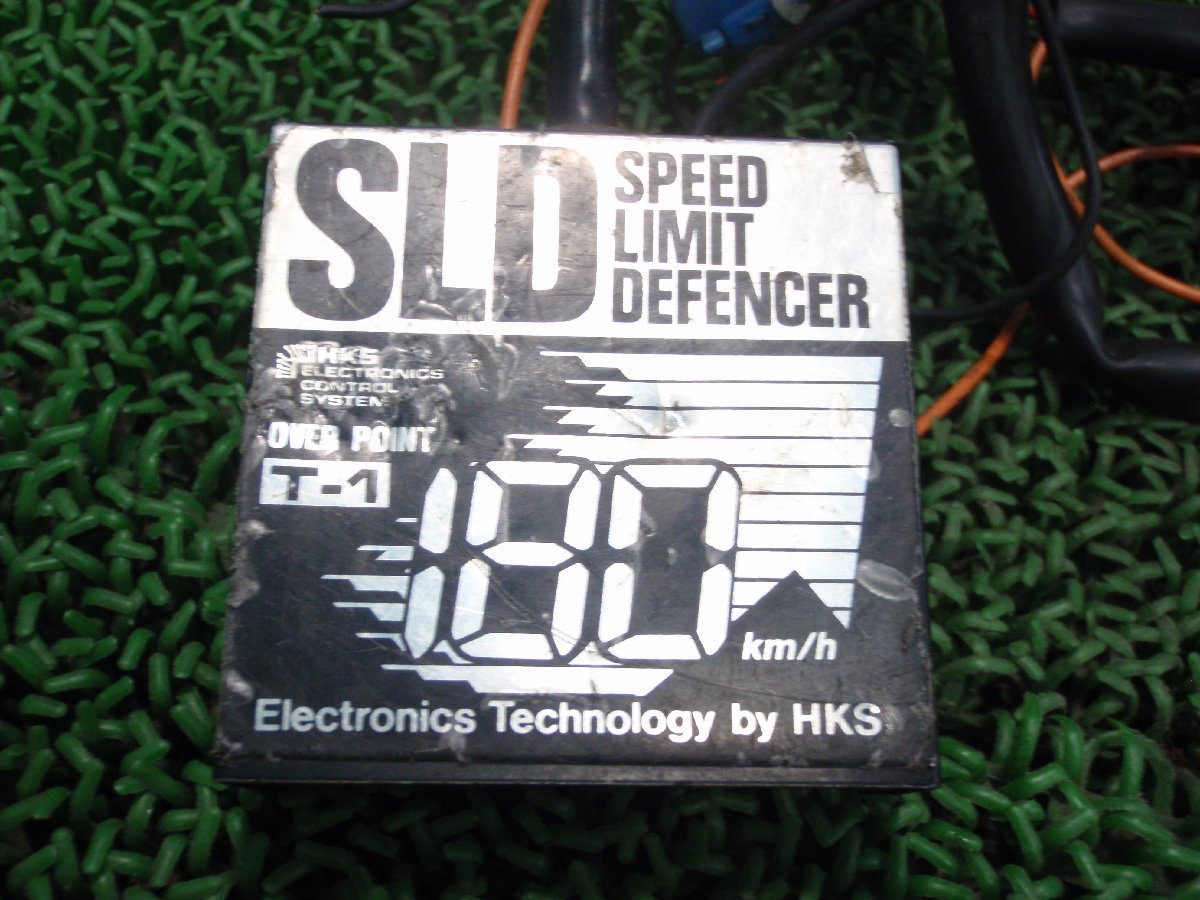 SLD
SPEED
LIMIT
DEFENCER
HKS
ELECTRONICS
CONTROL
SYSTEM
OVER POINT
T-1
180
km/h
Electronics Technology by HKS